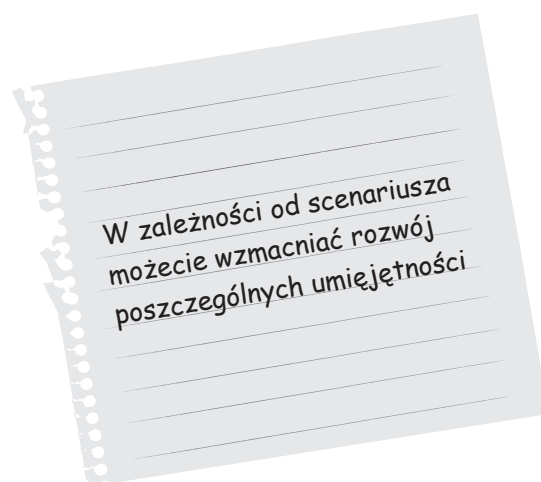 W zależności od scenariusza
możecie wzmacniać rozwój
poszczególnych umiejętności